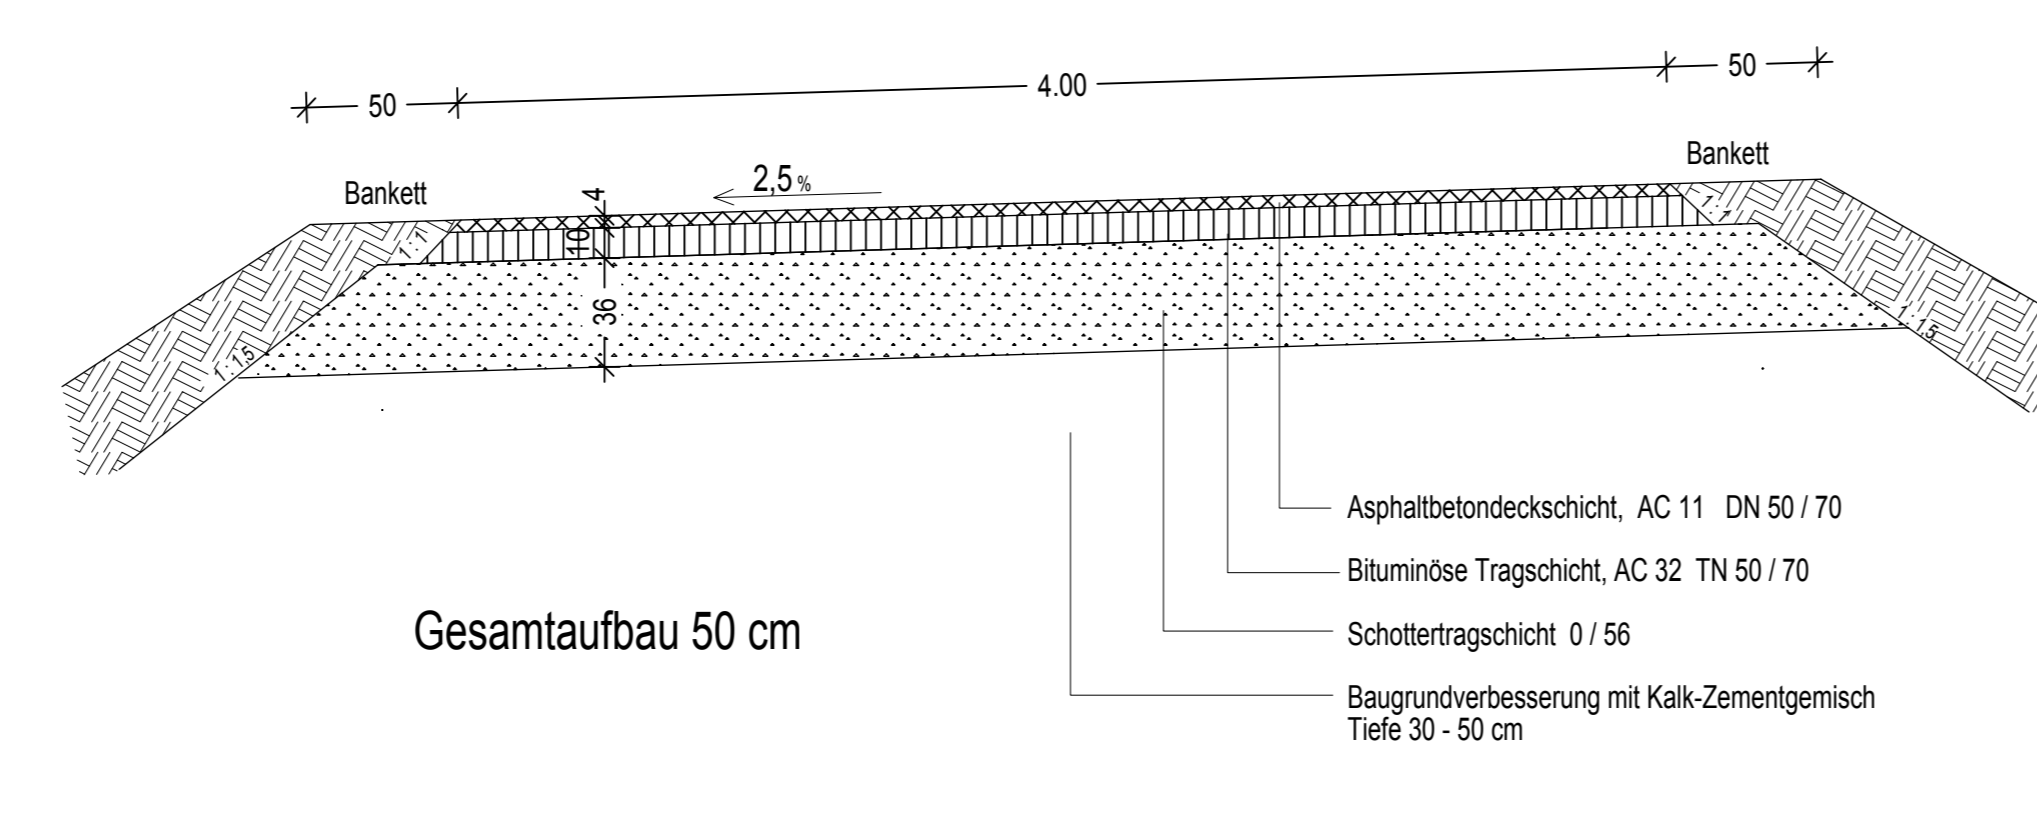 50
4.00
50
Bankett
Bankett
2,5 %
4
10
36
1:1
1:1
1:1,5
1:1,5
Asphaltbetondeckschicht, AC 11 DN 50 / 70
Bituminöse Tragschicht, AC 32 TN 50 / 70
Schottertragschicht 0 / 56
Baugrundverbesserung mit Kalk-Zementgemisch
Tiefe 30 - 50 cm
Gesamtaufbau 50 cm